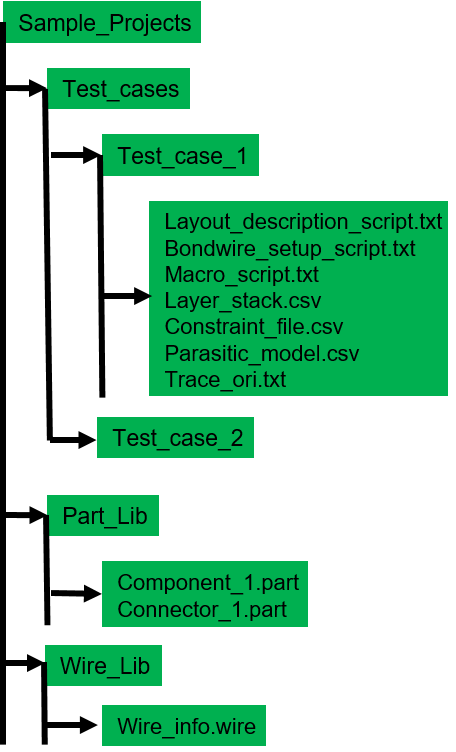 Sample_Projects
Test_cases
Test_case_1
Layout_description_script.txt
Bondwire_setup_script.txt
Macro_script.txt
Layer_stack.csv
Constraint_file.csv
Parasitic_model.csv
Trace_ori.txt
Test_case_2
Part_Lib
Component_1.part
Connector_1.part
Wire_Lib
Wire_info.wire